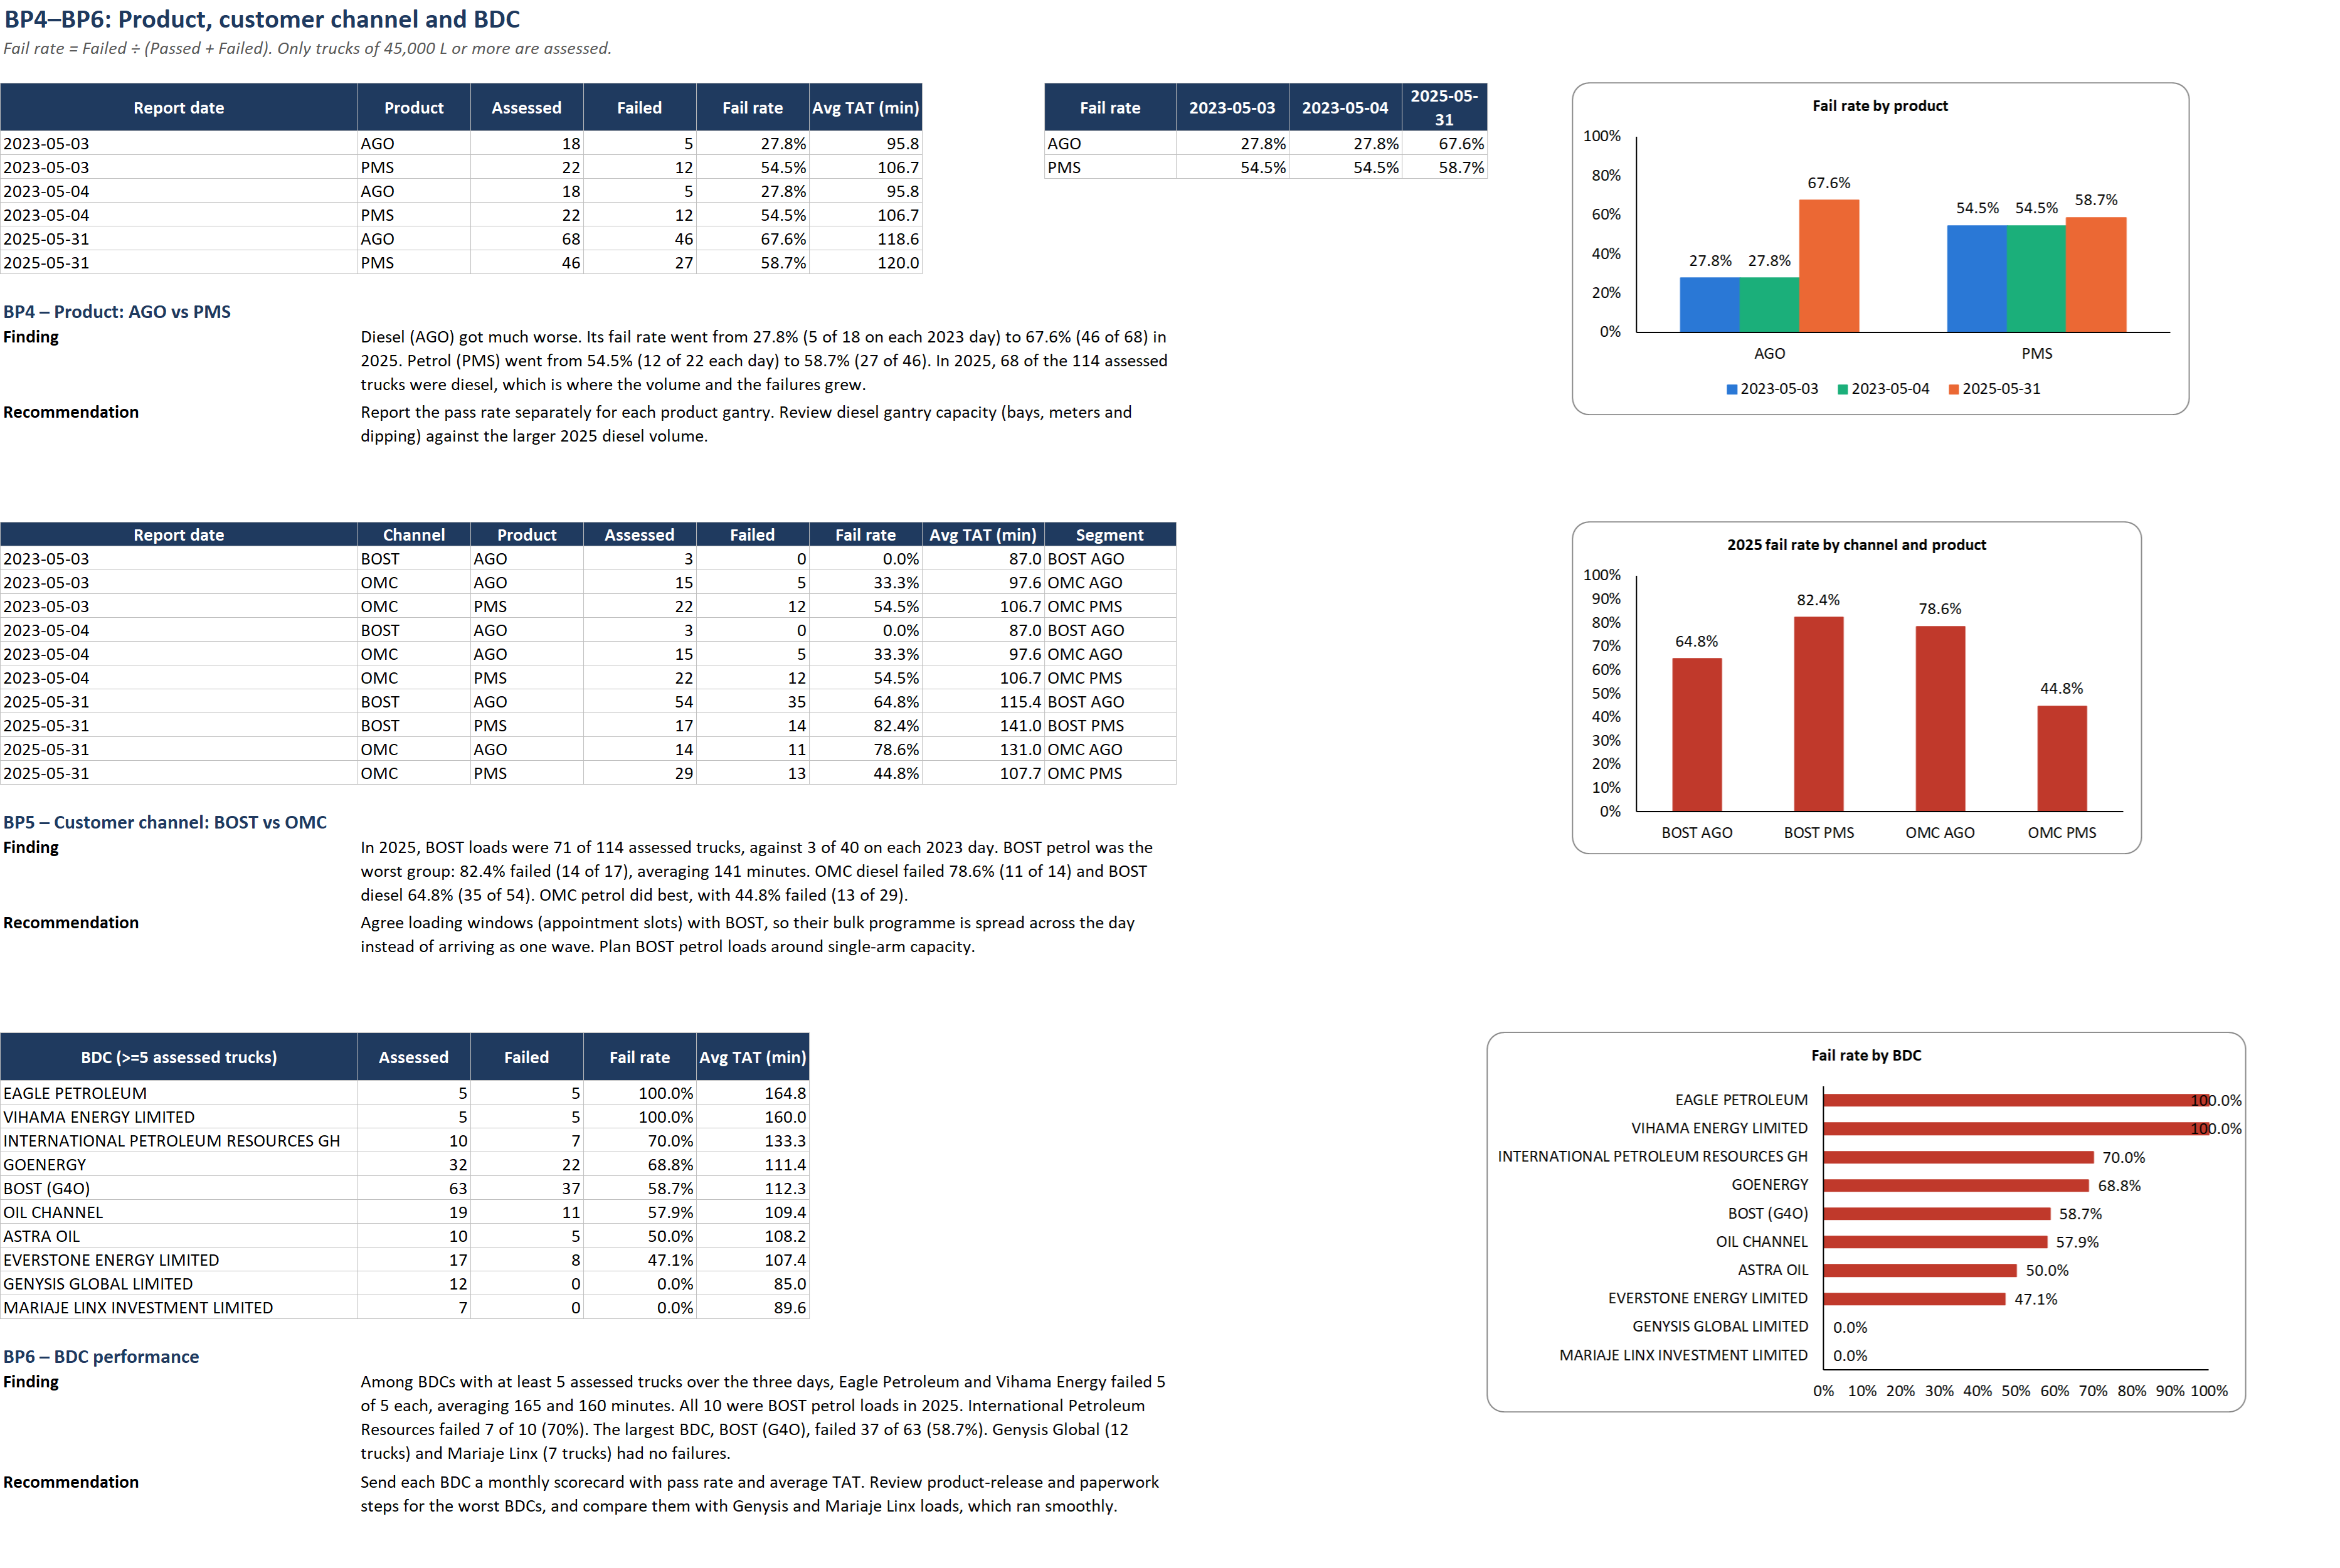 BP4–BP6: Product, customer channel and BDC
Fail rate = Failed ÷ (Passed + Failed). Only trucks of 45,000 L or more are assessed.
Report date Product Assessed Failed Fail rate Avg TAT (min)
2023-05-03 AGO 18 5 27.8% 95.8
2023-05-03 PMS 22 12 54.5% 106.7
2023-05-04 AGO 18 5 27.8% 95.8
2023-05-04 PMS 22 12 54.5% 106.7
2025-05-31 AGO 68 46 67.6% 118.6
2025-05-31 PMS 46 27 58.7% 120.0
Fail rate 2023-05-03 2023-05-04 2025-05-
31
AGO 27.8% 27.8% 67.6%
PMS 54.5% 54.5% 58.7%
Fail rate by product
100%
80%
60%
40%
20%
0%
27.8% 27.8% 67.6% 54.5% 54.5% 58.7%
AGO PMS
2023-05-03 2023-05-04 2025-05-31
BP4 – Product: AGO vs PMS
Finding
Diesel (AGO) got much worse. Its fail rate went from 27.8% (5 of 18 on each 2023 day) to 67.6% (46 of 68) in
2025. Petrol (PMS) went from 54.5% (12 of 22 each day) to 58.7% (27 of 46). In 2025, 68 of the 114 assessed
trucks were diesel, which is where the volume and the failures grew.
Recommendation
Report the pass rate separately for each product gantry. Review diesel gantry capacity (bays, meters and
dipping) against the larger 2025 diesel volume.
Report date Channel Product Assessed Failed Fail rate Avg TAT (min) Segment
2023-05-03 BOST AGO 3 0 0.0% 87.0 BOST AGO
2023-05-03 OMC AGO 15 5 33.3% 97.6 OMC AGO
2023-05-03 OMC PMS 22 12 54.5% 106.7 OMC PMS
2023-05-04 BOST AGO 3 0 0.0% 87.0 BOST AGO
2023-05-04 OMC AGO 15 5 33.3% 97.6 OMC AGO
2023-05-04 OMC PMS 22 12 54.5% 106.7 OMC PMS
2025-05-31 BOST AGO 54 35 64.8% 115.4 BOST AGO
2025-05-31 BOST PMS 17 14 82.4% 141.0 BOST PMS
2025-05-31 OMC AGO 14 11 78.6% 131.0 OMC AGO
2025-05-31 OMC PMS 29 13 44.8% 107.7 OMC PMS
2025 fail rate by channel and product
100%
90%
80%
70%
60%
50%
40%
30%
20%
10%
0%
64.8% 82.4% 78.6% 44.8%
BOST AGO BOST PMS OMC AGO OMC PMS
BP5 – Customer channel: BOST vs OMC
Finding
In 2025, BOST loads were 71 of 114 assessed trucks, against 3 of 40 on each 2023 day. BOST petrol was the
worst group: 82.4% failed (14 of 17), averaging 141 minutes. OMC diesel failed 78.6% (11 of 14) and BOST
diesel 64.8% (35 of 54). OMC petrol did best, with 44.8% failed (13 of 29).
Recommendation
Agree loading windows (appointment slots) with BOST, so their bulk programme is spread across the day
instead of arriving as one wave. Plan BOST petrol loads around single-arm capacity.
BDC (>=5 assessed trucks) Assessed Failed Fail rate Avg TAT (min)
EAGLE PETROLEUM 5 5 100.0% 164.8
VIHAMA ENERGY LIMITED 5 5 100.0% 160.0
INTERNATIONAL PETROLEUM RESOURCES GH 10 7 70.0% 133.3
GOENERGY 32 22 68.8% 111.4
BOST (G4O) 63 37 58.7% 112.3
OIL CHANNEL 19 11 57.9% 109.4
ASTRA OIL 10 5 50.0% 108.2
EVERSTONE ENERGY LIMITED 17 8 47.1% 107.4
GENYSIS GLOBAL LIMITED 12 0 0.0% 85.0
MARIAJE LINX INVESTMENT LIMITED 7 0 0.0% 89.6
Fail rate by BDC
EAGLE PETROLEUM 100.0%
VIHAMA ENERGY LIMITED 100.0%
INTERNATIONAL PETROLEUM RESOURCES GH 70.0%
GOENERGY 68.8%
BOST (G4O) 58.7%
OIL CHANNEL 57.9%
ASTRA OIL 50.0%
EVERSTONE ENERGY LIMITED 47.1%
GENYSIS GLOBAL LIMITED 0.0%
MARIAJE LINX INVESTMENT LIMITED 0.0%
0% 10% 20% 30% 40% 50% 60% 70% 80% 90% 100%
BP6 – BDC performance
Finding
Among BDCs with at least 5 assessed trucks over the three days, Eagle Petroleum and Vihama Energy failed 5
of 5 each, averaging 165 and 160 minutes. All 10 were BOST petrol loads in 2025. International Petroleum
Resources failed 7 of 10 (70%). The largest BDC, BOST (G4O), failed 37 of 63 (58.7%). Genysis Global (12
trucks) and Mariaje Linx (7 trucks) had no failures.
Recommendation
Send each BDC a monthly scorecard with pass rate and average TAT. Review product-release and paperwork
steps for the worst BDCs, and compare them with Genysis and Mariaje Linx loads, which ran smoothly.